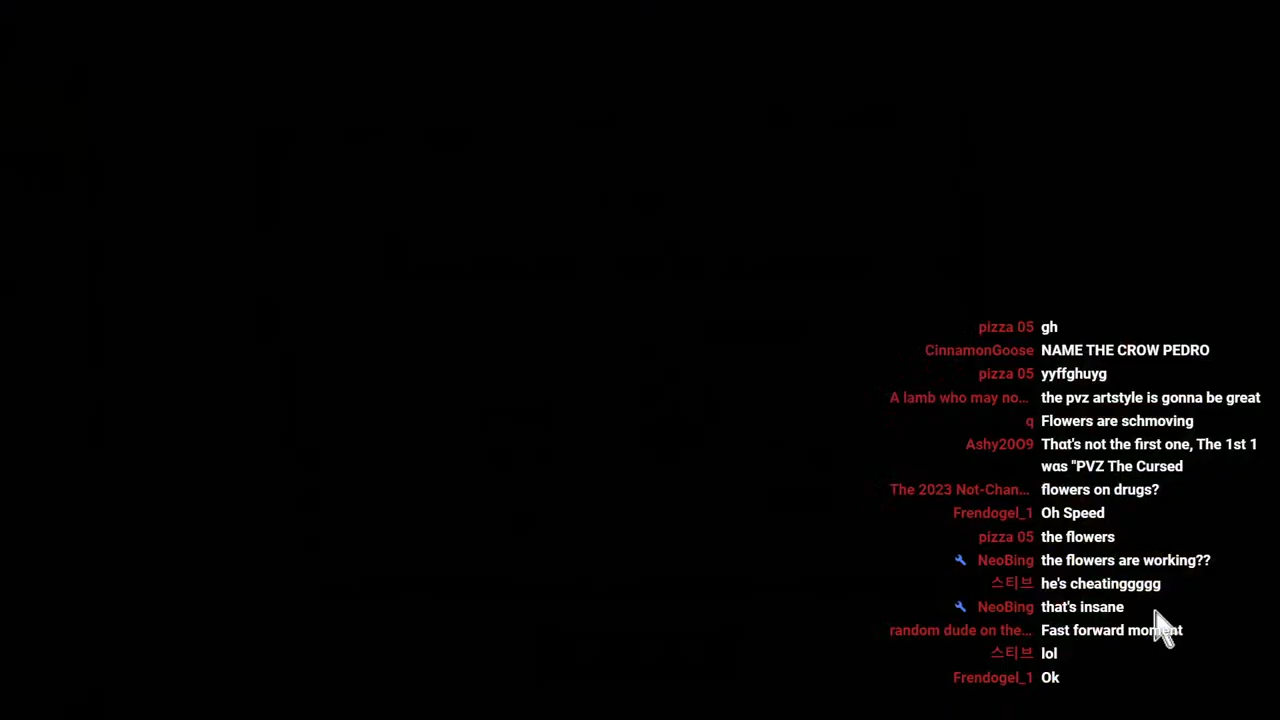 pizza 05 gh
CinnamonGoose NAME THE CROW PEDRO
pizza 05 yyffghuyg
A lamb who may no... the pvz artstyle is gonna be great
q Flowers are schmoving
Ashy20O9 That's not the first one, The 1st 1
was "PVZ The Cursed
The 2023 Not-Chan... flowers on drugs?
Frendogel_1 Oh Speed
pizza 05 the flowers
NeoBing the flowers are working??
스티브 he's cheatinggggg
NeoBing that's insane
random dude on the... Fast forward moment
스티브 lol
Frendogel_1 Ok